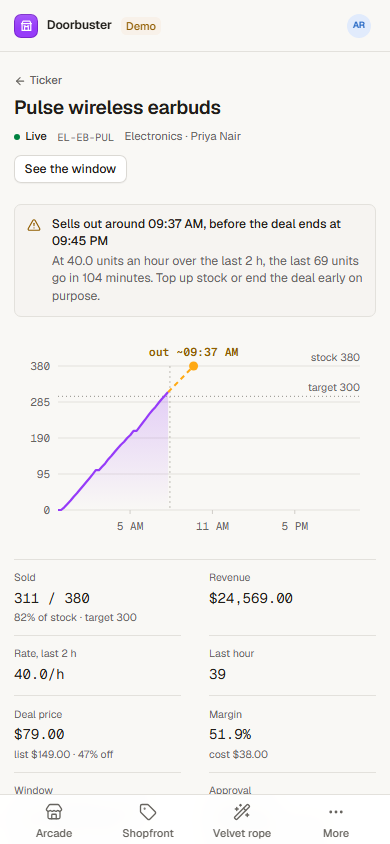 Doorbuster Demo AR
Ticker
Pulse wireless earbuds
Live EL-EB-PUL Electronics · Priya Nair
See the window
Sells out around 09:37 AM, before the deal ends at
09:45 PM
At 40.0 units an hour over the last 2 h, the last 69 units
go in 104 minutes. Top up stock or end the deal early on
purpose.
out ~09:37 AM
stock 380
380
target 300
285
190
95
0
5 AM 11 AM 5 PM
Sold Revenue
311 / 380 $24,569.00
82% of stock · target 300
Rate, last 2 h Last hour
40.0/h 39
Deal price Margin
$79.00 51.9%
list $149.00 · 47% off cost $38.00
Window Approval
Arcade Shopfront Velvet rope More